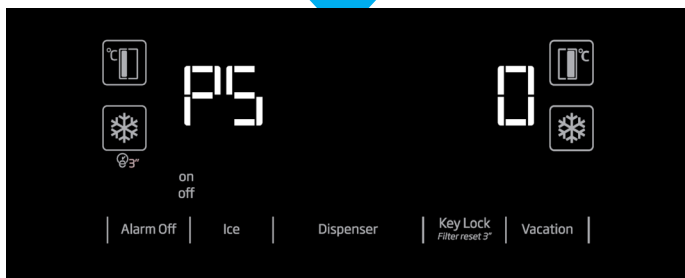 °C
°C
PS 0
3"
on
off
Alarm Off Ice Dispenser Key Lock Vacation
Filter reset 3"